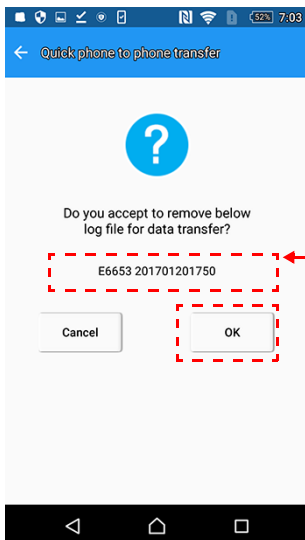 52% 7:03
Quick phone to phone transfer
?
Do you accept to remove below
log file for data transfer?
E6653 201701201750
Cancel OK